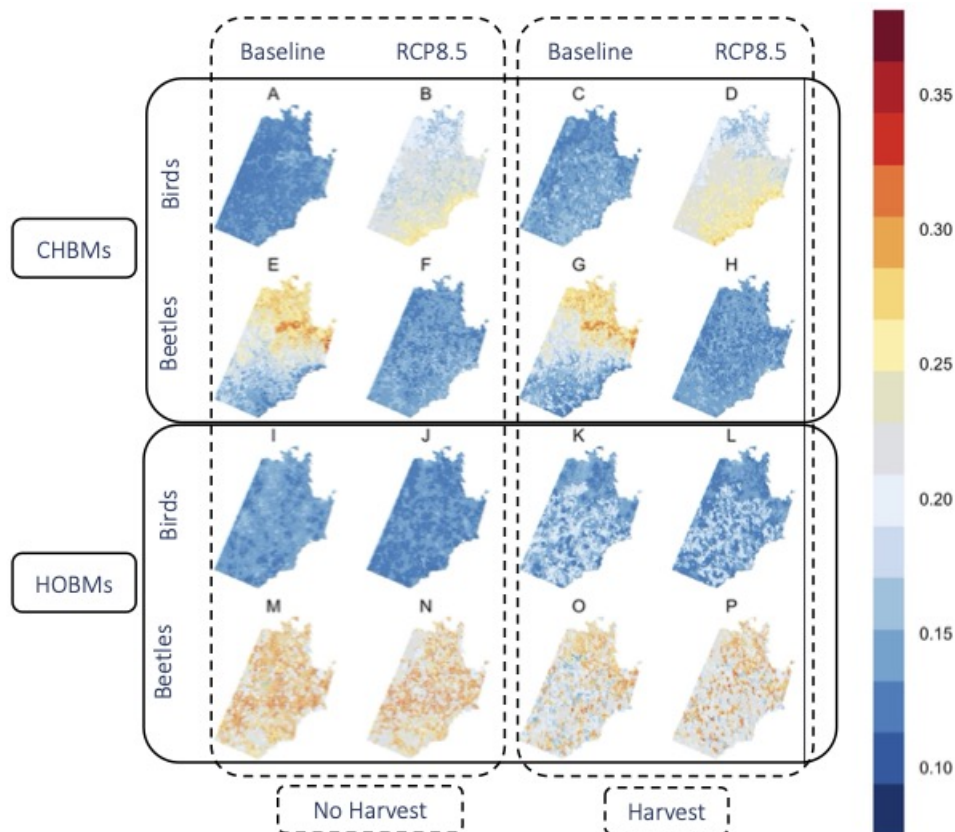 Baseline RCP8.5 Baseline RCP8.5
A B C D
Birds
E F G H
CHBMs
Beetles
I J K L
Birds
HOBMs
M N O P
Beetles
No Harvest Harvest
0.35
0.30
0.25
0.20
0.15
0.10